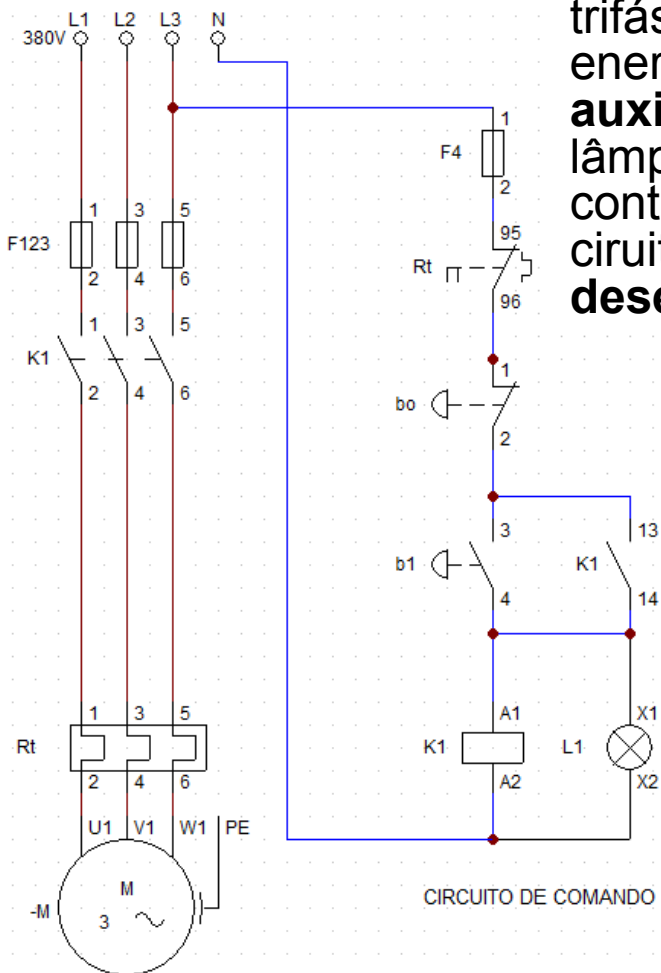 L1 L2 L3 N
380V
trifás
ener
auxi
lâmp
cont
ciruit
dese
1
F4
2
1 3 5
F123
2 4 6
95
Rt
96
1 3 5
K1
2 4 6
1
bo
2
3 13
b1 K1
4 14
1 3 5
Rt
2 4 6
A1 X1
K1 L1
A2 X2
U1 V1 W1 PE
M
-M 3
CIRCUITO DE COMANDO